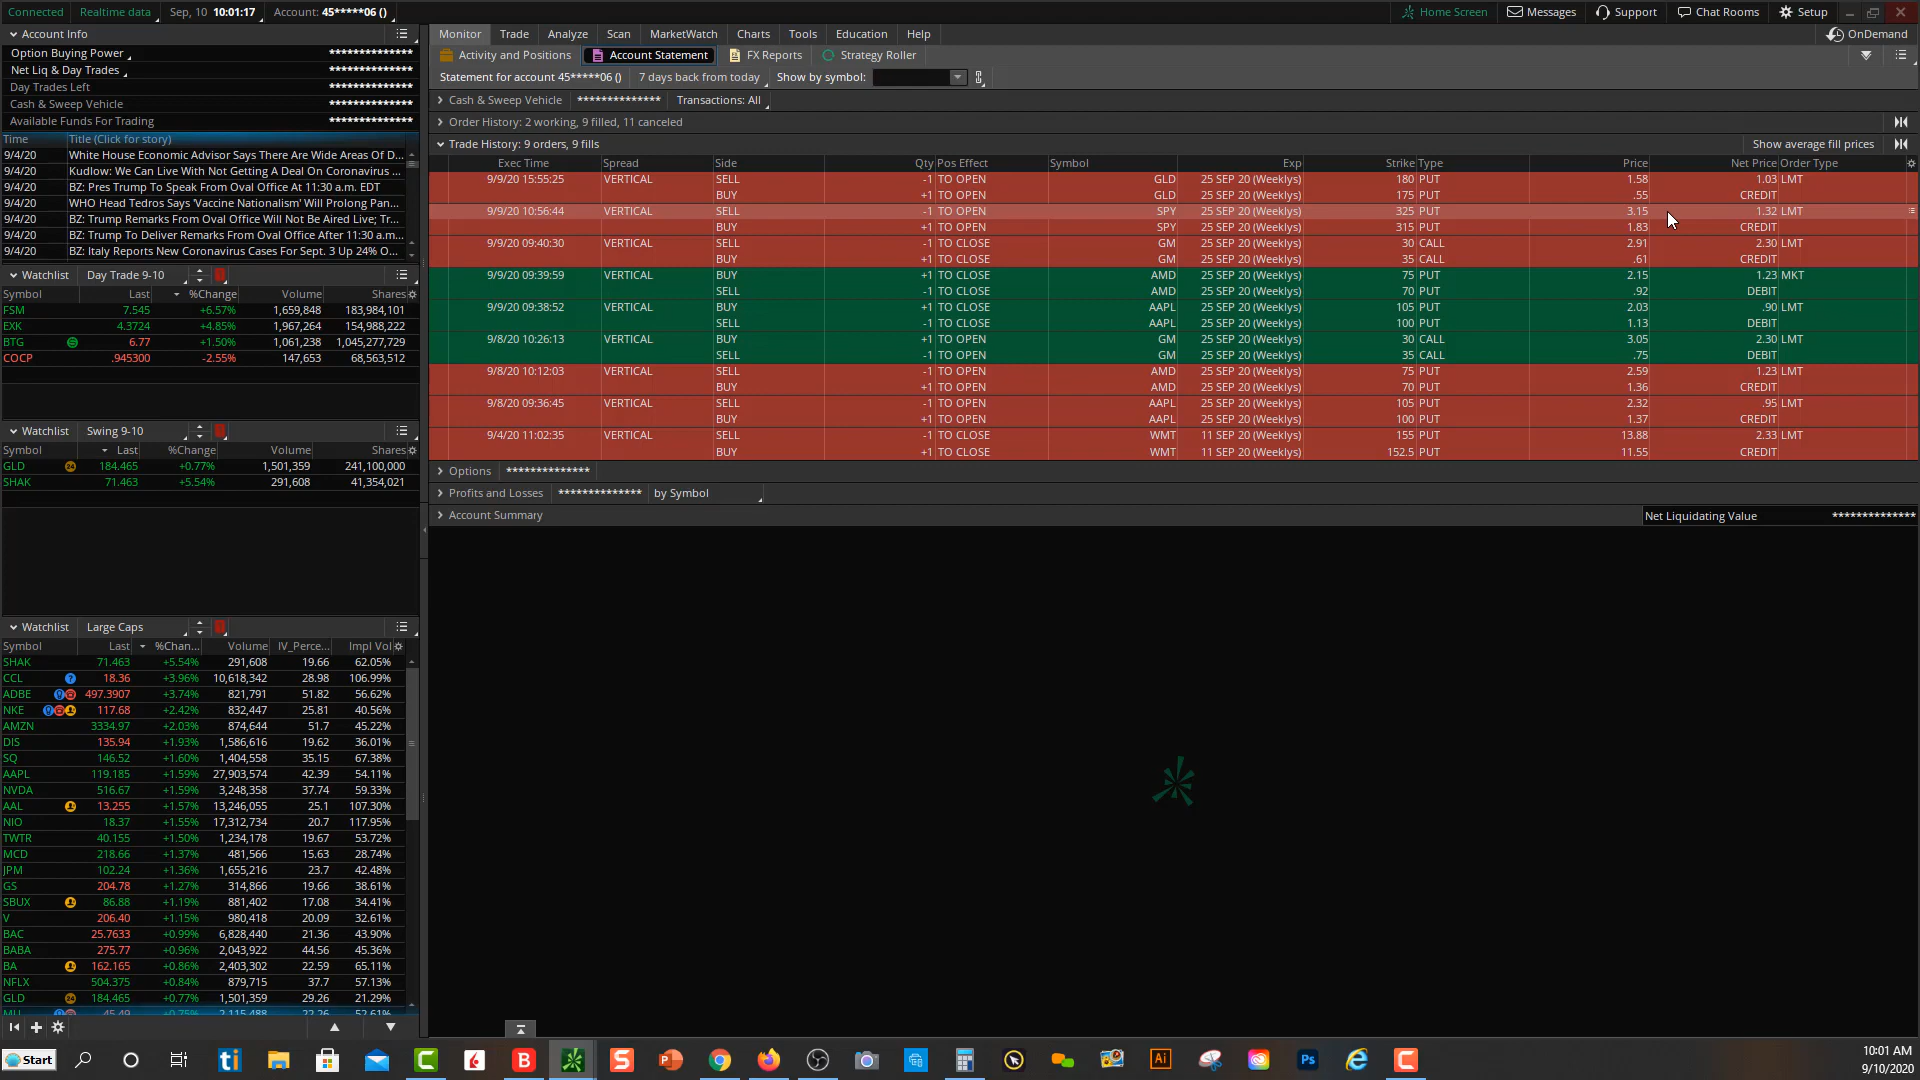 Connected Realtime data Sep, 10 10:01:17 Account: 45*****06 () Home Screen Messages Support Chat Rooms Setup
Account Info
Option Buying Power **************
Net Liq & Day Trades **************
Day Trades Left **************
Cash & Sweep Vehicle **************
Available Funds For Trading **************
Time Title (Click for story)
9/4/20 White House Economic Advisor Says There Are Wide Areas Of D...
9/4/20 Kudlow: We Can Live With Not Getting A Deal On Coronavirus ...
9/4/20 BZ: Pres Trump To Speak From Oval Office At 11:30 a.m. EDT
9/4/20 WHO Head Tedros Says 'Vaccine Nationalism' Will Prolong Pan...
9/4/20 BZ: Trump Remarks From Oval Office Will Not Be Aired Live; Tr...
9/4/20 BZ: Trump To Deliver Remarks From Oval Office After 11:30 a.m...
9/4/20 BZ: Italy Reports New Coronavirus Cases For Sept. 3 Up 24% O...
Watchlist Day Trade 9-10
Symbol Last %Change Volume Shares
FSM 7.545 +6.57% 1,659,848 183,984,101
EXK 4.3724 +4.85% 1,967,264 154,988,222
BTG 6.77 +1.50% 1,061,238 1,045,277,729
COCP .945300 -2.55% 147,653 68,563,512
Watchlist Swing 9-10
Symbol Last %Change Volume Shares
GLD 184.465 +0.77% 1,501,359 241,100,000
SHAK 71.463 +5.54% 291,608 41,354,021
Watchlist Large Caps
Symbol Last %Chan... Volume IV_Perce... Impl Vol
SHAK 71.463 +5.54% 291,608 19.66 62.05%
CCL 18.36 +3.96% 10,618,342 28.98 106.99%
ADBE 497.3907 +3.74% 821,791 51.82 56.62%
NKE 117.68 +2.42% 832,447 25.81 40.56%
AMZN 3334.97 +2.03% 874,644 51.7 45.22%
DIS 135.94 +1.93% 1,586,616 19.62 36.01%
SQ 146.52 +1.60% 1,404,558 35.15 67.38%
AAPL 119.185 +1.59% 27,903,574 42.39 54.11%
NVDA 516.67 +1.59% 3,248,358 37.74 59.33%
AAL 13.255 +1.57% 13,246,055 25.1 107.30%
NIO 18.37 +1.55% 17,312,734 20.7 117.95%
TWTR 40.155 +1.50% 1,234,178 19.67 53.72%
MCD 218.66 +1.37% 481,566 15.63 28.74%
JPM 102.24 +1.36% 1,655,216 23.7 42.48%
GS 204.78 +1.27% 314,866 19.66 38.61%
SBUX 86.88 +1.19% 881,402 17.08 34.41%
V 206.40 +1.15% 980,418 20.09 32.61%
BAC 25.7633 +0.99% 6,828,440 21.36 43.90%
BABA 275.77 +0.96% 2,043,922 44.56 45.36%
BA 162.165 +0.86% 2,403,302 22.59 65.11%
NFLX 504.375 +0.84% 879,715 37.7 57.13%
GLD 184.465 +0.77% 1,501,359 29.26 21.29%
MU 45.49 +0.75% 2,115,488 22.26 52.61%
Monitor Trade Analyze Scan MarketWatch Charts Tools Education Help OnDemand
Activity and Positions Account Statement FX Reports Strategy Roller
Statement for account 45*****06 () 7 days back from today Show by symbol:
Cash & Sweep Vehicle ************** Transactions: All
Order History: 2 working, 9 filled, 11 canceled
Trade History: 9 orders, 9 fills Show average fill prices
Exec Time Spread Side Qty Pos Effect Symbol Exp Strike Type Price Net Price Order Type
9/9/20 15:55:25 VERTICAL SELL -1 TO OPEN GLD 25 SEP 20 (Weeklys) 180 PUT 1.58 1.03 LMT
BUY +1 TO OPEN GLD 25 SEP 20 (Weeklys) 175 PUT .55 CREDIT
9/9/20 10:56:44 VERTICAL SELL -1 TO OPEN SPY 25 SEP 20 (Weeklys) 325 PUT 3.15 1.32 LMT
BUY +1 TO OPEN SPY 25 SEP 20 (Weeklys) 315 PUT 1.83 CREDIT
9/9/20 09:40:30 VERTICAL SELL -1 TO CLOSE GM 25 SEP 20 (Weeklys) 30 CALL 2.91 2.30 LMT
BUY +1 TO CLOSE GM 25 SEP 20 (Weeklys) 35 CALL .61 CREDIT
9/9/20 09:39:59 VERTICAL BUY +1 TO CLOSE AMD 25 SEP 20 (Weeklys) 75 PUT 2.15 1.23 MKT
SELL -1 TO CLOSE AMD 25 SEP 20 (Weeklys) 70 PUT .92 DEBIT
9/9/20 09:38:52 VERTICAL BUY +1 TO CLOSE AAPL 25 SEP 20 (Weeklys) 105 PUT 2.03 .90 LMT
SELL -1 TO CLOSE AAPL 25 SEP 20 (Weeklys) 100 PUT 1.13 DEBIT
9/8/20 10:26:13 VERTICAL BUY +1 TO OPEN GM 25 SEP 20 (Weeklys) 30 CALL 3.05 2.30 LMT
SELL -1 TO OPEN GM 25 SEP 20 (Weeklys) 35 CALL .75 DEBIT
9/8/20 10:12:03 VERTICAL SELL -1 TO OPEN AMD 25 SEP 20 (Weeklys) 75 PUT 2.59 1.23 LMT
BUY +1 TO OPEN AMD 25 SEP 20 (Weeklys) 70 PUT 1.36 CREDIT
9/8/20 09:36:45 VERTICAL SELL -1 TO OPEN AAPL 25 SEP 20 (Weeklys) 105 PUT 2.32 .95 LMT
BUY +1 TO OPEN AAPL 25 SEP 20 (Weeklys) 100 PUT 1.37 CREDIT
9/4/20 11:02:35 VERTICAL SELL -1 TO CLOSE WMT 11 SEP 20 (Weeklys) 155 PUT 13.88 2.33 LMT
BUY +1 TO CLOSE WMT 11 SEP 20 (Weeklys) 152.5 PUT 11.55 CREDIT
Options **************
Profits and Losses ************** by Symbol
Account Summary Net Liquidating Value **************
Start 10:01 AM
9/10/2020